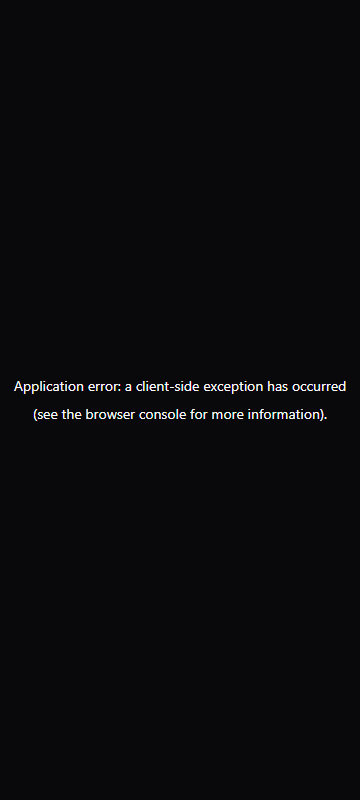 Application error: a client-side exception has occurred
(see the browser console for more information).